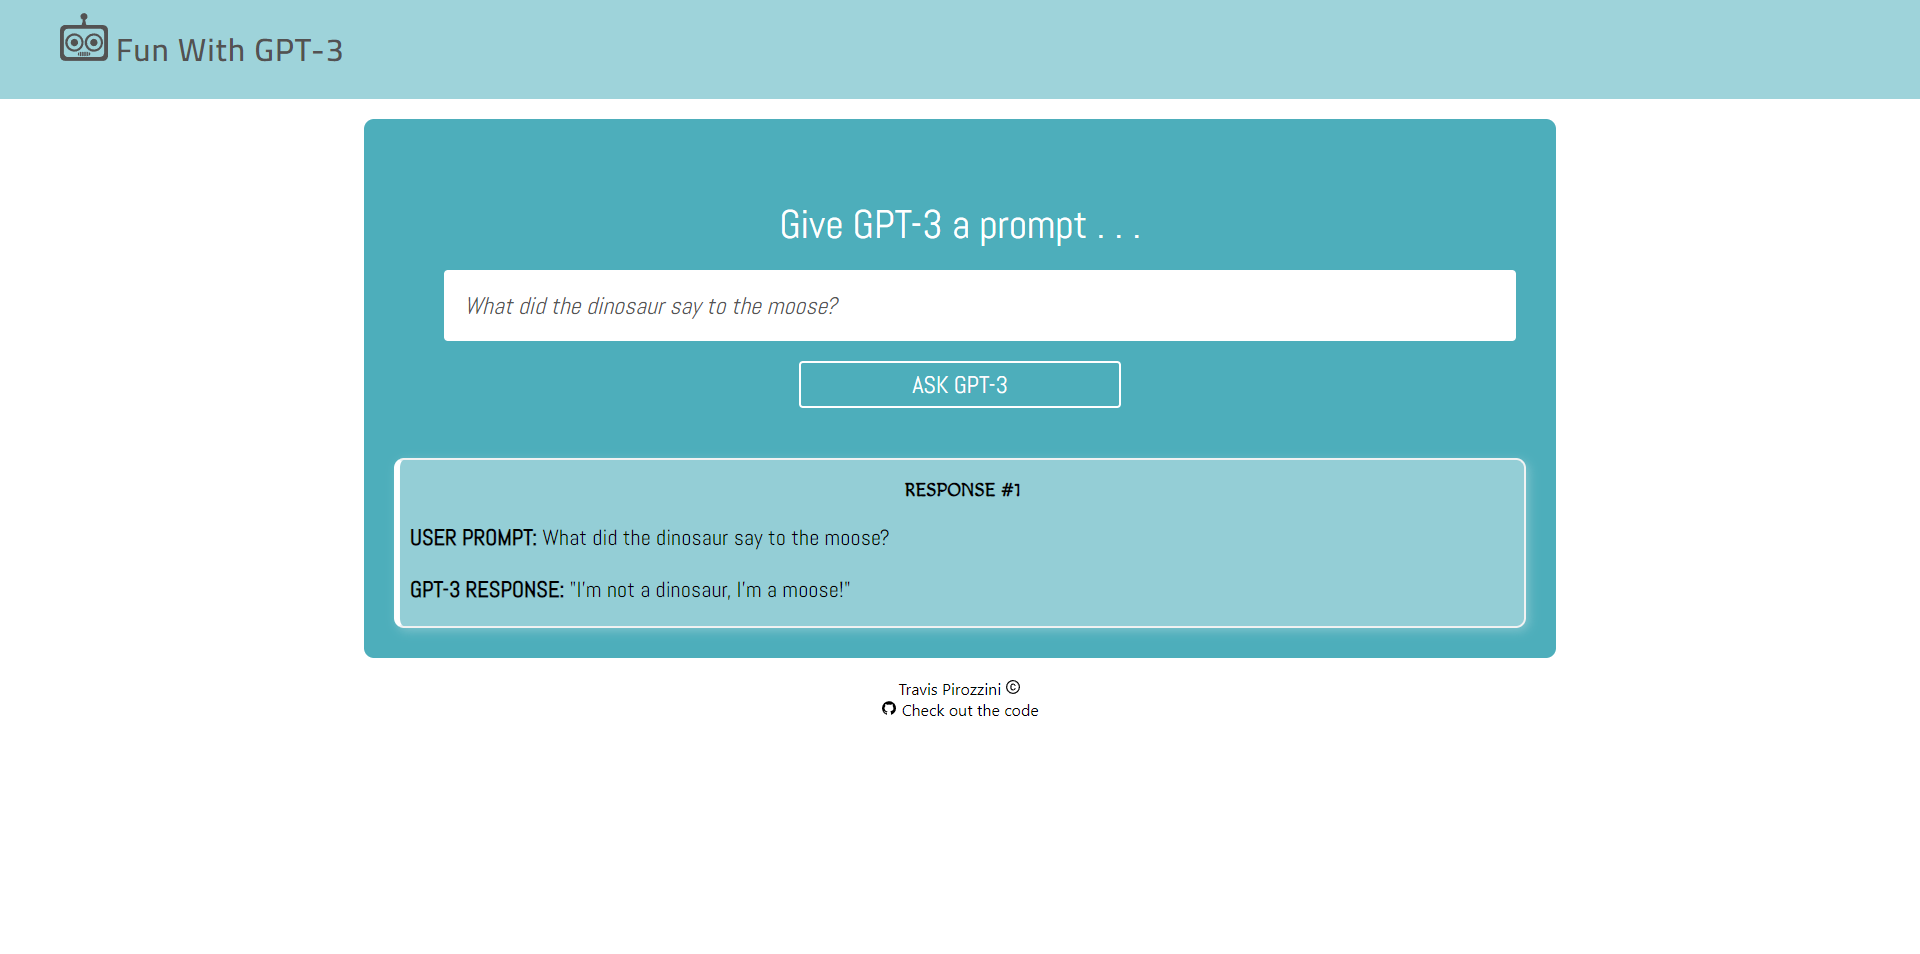 Fun With GPT-3
Give GPT-3 a prompt . . .
What did the dinosaur say to the moose?
ASK GPT-3
RESPONSE #1
USER PROMPT: What did the dinosaur say to the moose?
GPT-3 RESPONSE: "I'm not a dinosaur, I'm a moose!"
Travis Pirozzini ©
Check out the code